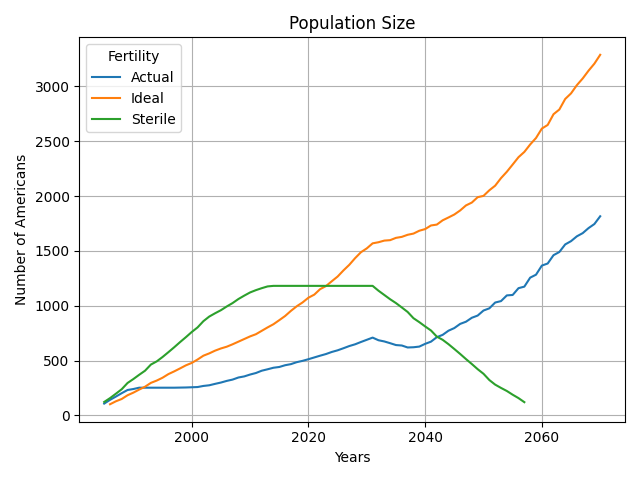 Population Size
Fertility
Actual
Ideal
Sterile
Number of Americans
3000
2500
2000
1500
1000
500
0
2000
2020
2040
2060
Years